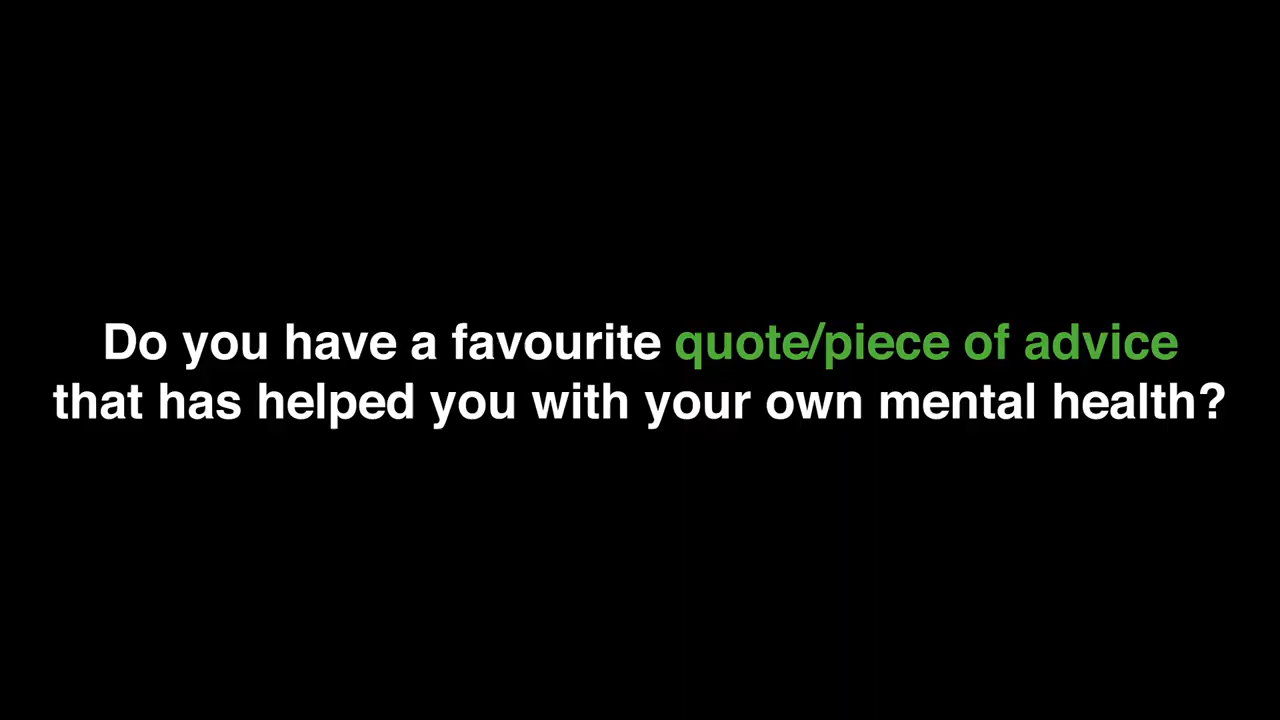 Do you have a favourite quote/piece of advice
that has helped you with your own mental health?